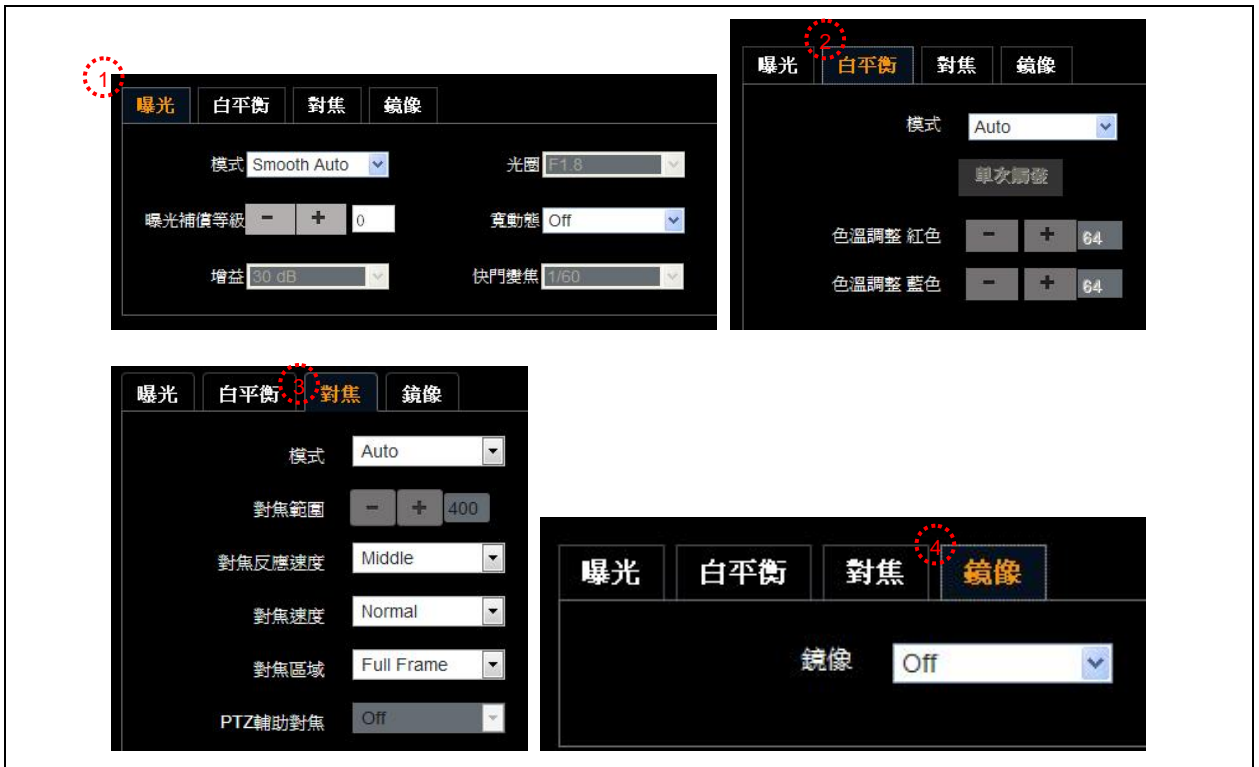 1
曝光 白平衡 對焦 鏡像
模式 Smooth Auto 光圈 F1.8
曝光補償等級 - + 0 寬動態 Off
增益 30 dB 快門變焦 1/60
2
曝光 白平衡 對焦 鏡像
模式 Auto
單次觸發
色溫調整 紅色 - + 64
色溫調整 藍色 - + 64
3
曝光 白平衡 對焦 鏡像
模式 Auto
對焦範圍 - + 400
對焦反應速度 Middle
對焦速度 Normal
對焦區域 Full Frame
PTZ輔助對焦 Off
4
曝光 白平衡 對焦 鏡像
鏡像 Off